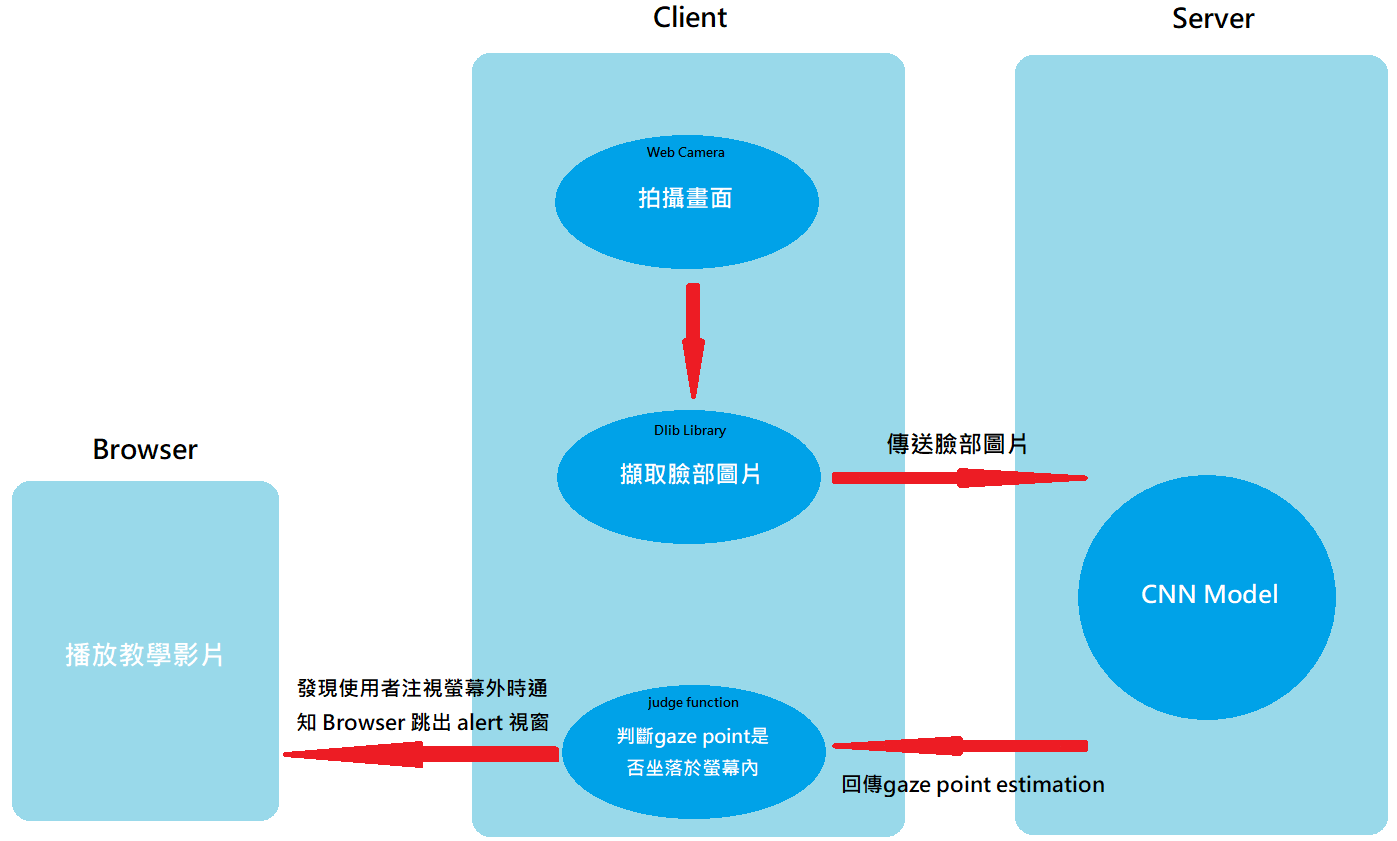 Client
Server
Web Camera
拍攝畫面
Dlib Library
擷取臉部圖片
傳送臉部圖片
Browser
播放教學影片
CNN Model
發現使用者注視螢幕外時通
知 Browser 跳出 alert 視窗
judge function
判斷gaze point是
否坐落於螢幕內
回傳gaze point estimation